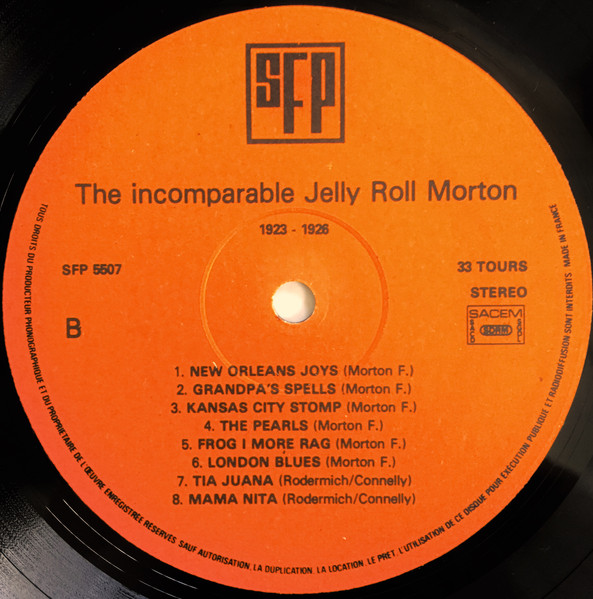 SFP
The incomparable Jelly Roll Morton
1923 - 1926
SFP 5507
33 TOURS
STEREO
SACEM
SDRM
B
1. NEW ORLEANS JOYS (Morton F.)
2. GRANDPA'S SPELLS (Morton F.)
3. KANSAS CITY STOMP (Morton F.)
4. THE PEARLS (Morton F.)
5. FROG I MORE RAG (Morton F.)
6. LONDON BLUES (Morton F.)
7. TIA JUANA (Rodermich/Connelly)
8. MAMA NITA (Rodermich/Connelly)
TOUS DROITS DU PRODUCTEUR PHONOGRAPHIQUE ET DU PROPRIETAIRE DE L'ŒUVRE ENREGISTREE RESERVES. SAUF AUTORISATION, LA DUPLICATION, LA LOCATION, LE PRET, L'UTILISATION DE CE DISQUE POUR EXECUTION PUBLIQUE ET RADIODIFFUSION SONT INTERDITS MADE IN FRANCE